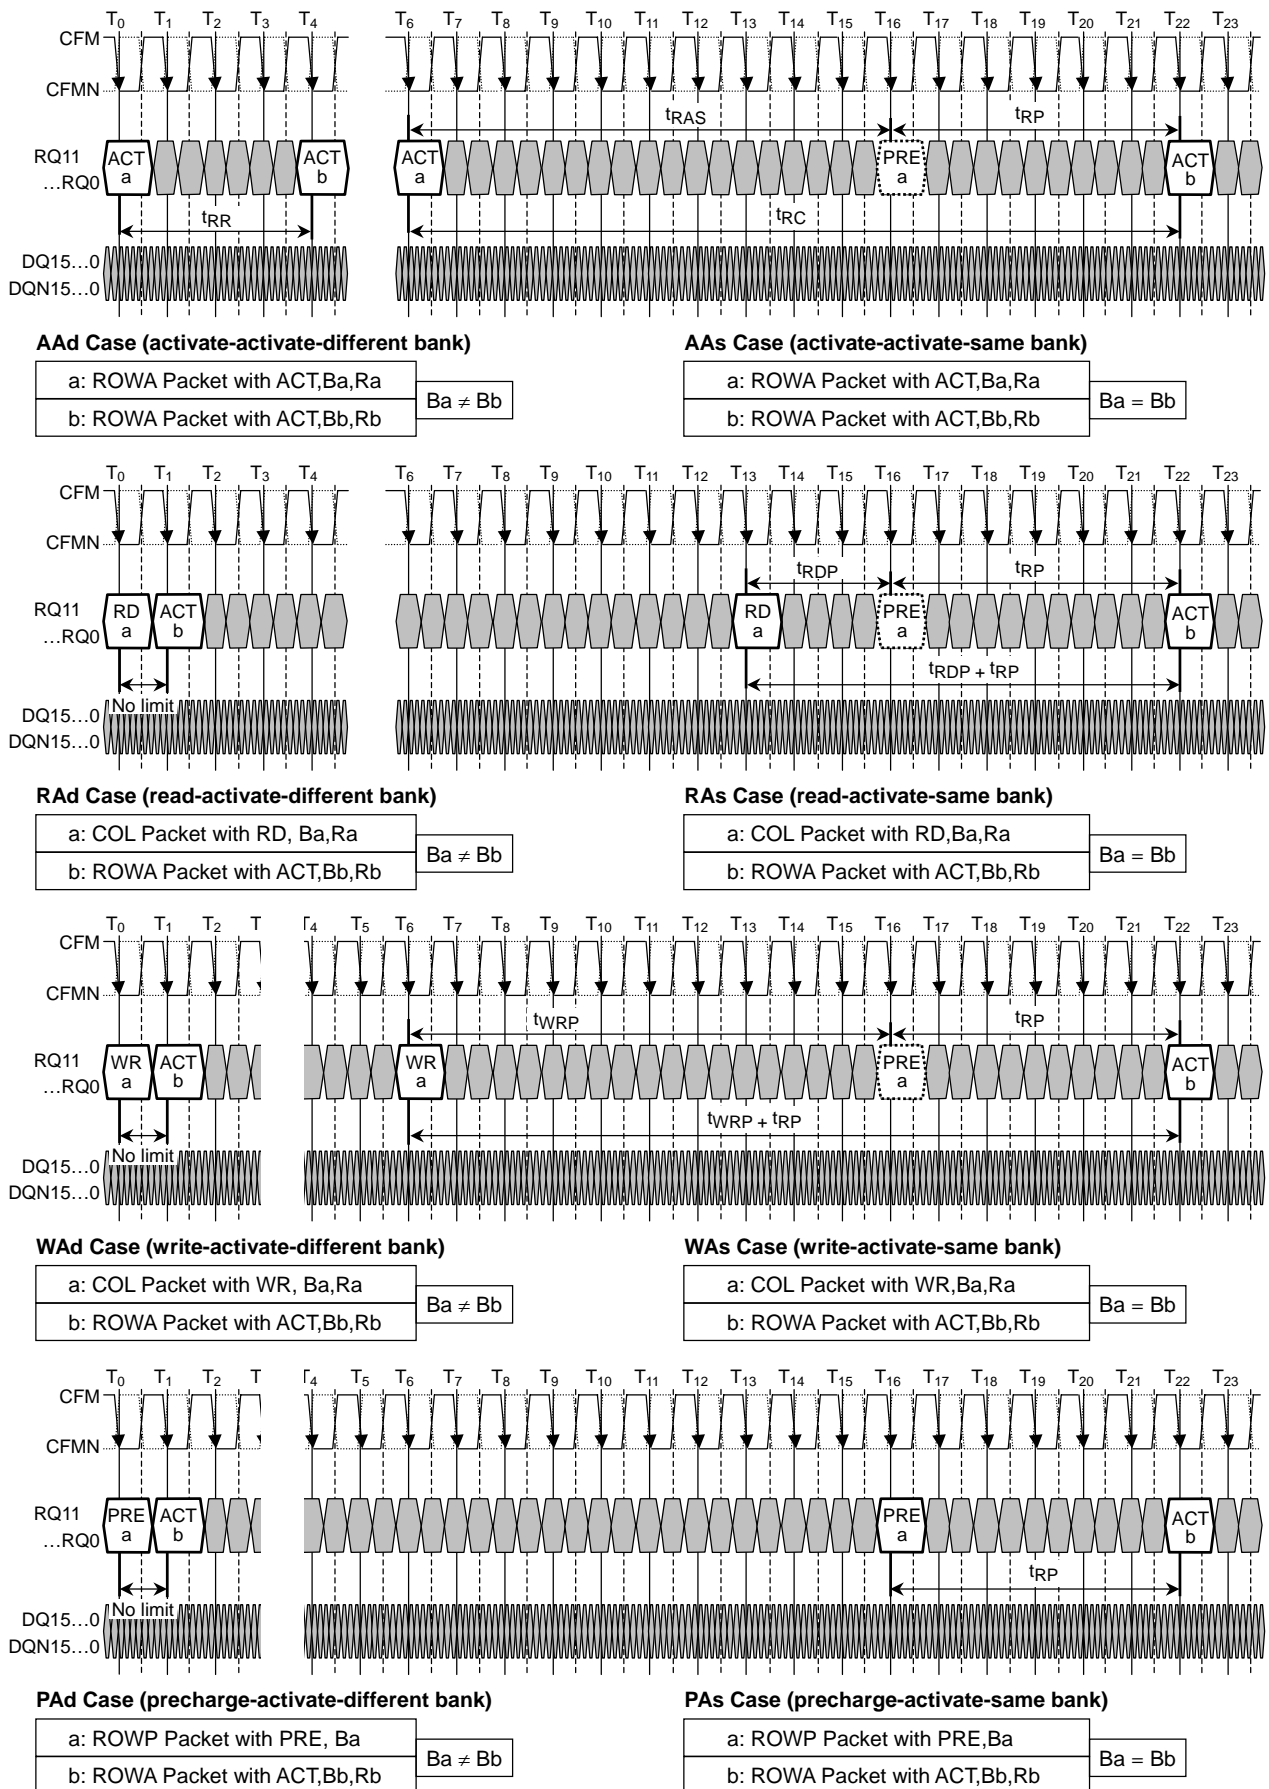 T0 T1 T2 T3 T4 T6 T7 T8 T9 T10 T11 T12 T13 T14 T15 T16 T17 T18 T19 T20 T21 T22 T23
CFM
CFMN
tRAS tRP
RQ11 ACT ACT ACT PRE ACT
…RQ0 a b a a b
tRR tRC
DQ15…0
DQN15…0
AAd Case (activate-activate-different bank) AAs Case (activate-activate-same bank)
a: ROWA Packet with ACT,Ba,Ra a: ROWA Packet with ACT,Ba,Ra
Ba ≠ Bb Ba = Bb
b: ROWA Packet with ACT,Bb,Rb b: ROWA Packet with ACT,Bb,Rb
T0 T1 T2 T3 T4 T6 T7 T8 T9 T10 T11 T12 T13 T14 T15 T16 T17 T18 T19 T20 T21 T22 T23
CFM
CFMN
tRDP tRP
RQ11 RD ACT RD PRE ACT
…RQ0 a b a a b
tRDP + tRP
No limit
DQ15…0
DQN15…0
RAd Case (read-activate-different bank) RAs Case (read-activate-same bank)
a: COL Packet with RD, Ba,Ra a: COL Packet with RD,Ba,Ra
Ba ≠ Bb Ba = Bb
b: ROWA Packet with ACT,Bb,Rb b: ROWA Packet with ACT,Bb,Rb
T0 T1 T2 T T4 T5 T6 T7 T8 T9 T10 T11 T12 T13 T14 T15 T16 T17 T18 T19 T20 T21 T22 T23
CFM
CFMN
tWRP tRP
RQ11 WR ACT WR PRE ACT
…RQ0 a b a a b
tWRP + tRP
No limit
DQ15…0
DQN15…0
WAd Case (write-activate-different bank) WAs Case (write-activate-same bank)
a: COL Packet with WR, Ba,Ra a: COL Packet with WR,Ba,Ra
Ba ≠ Bb Ba = Bb
b: ROWA Packet with ACT,Bb,Rb b: ROWA Packet with ACT,Bb,Rb
T0 T1 T2 T T4 T5 T6 T7 T8 T9 T10 T11 T12 T13 T14 T15 T16 T17 T18 T19 T20 T21 T22 T23
CFM
CFMN
RQ11 PRE ACT PRE ACT
…RQ0 a b a b
tRP
No limit
DQ15…0
DQN15…0
PAd Case (precharge-activate-different bank) PAs Case (precharge-activate-same bank)
a: ROWP Packet with PRE, Ba a: ROWP Packet with PRE,Ba
Ba ≠ Bb Ba = Bb
b: ROWA Packet with ACT,Bb,Rb b: ROWA Packet with ACT,Bb,Rb